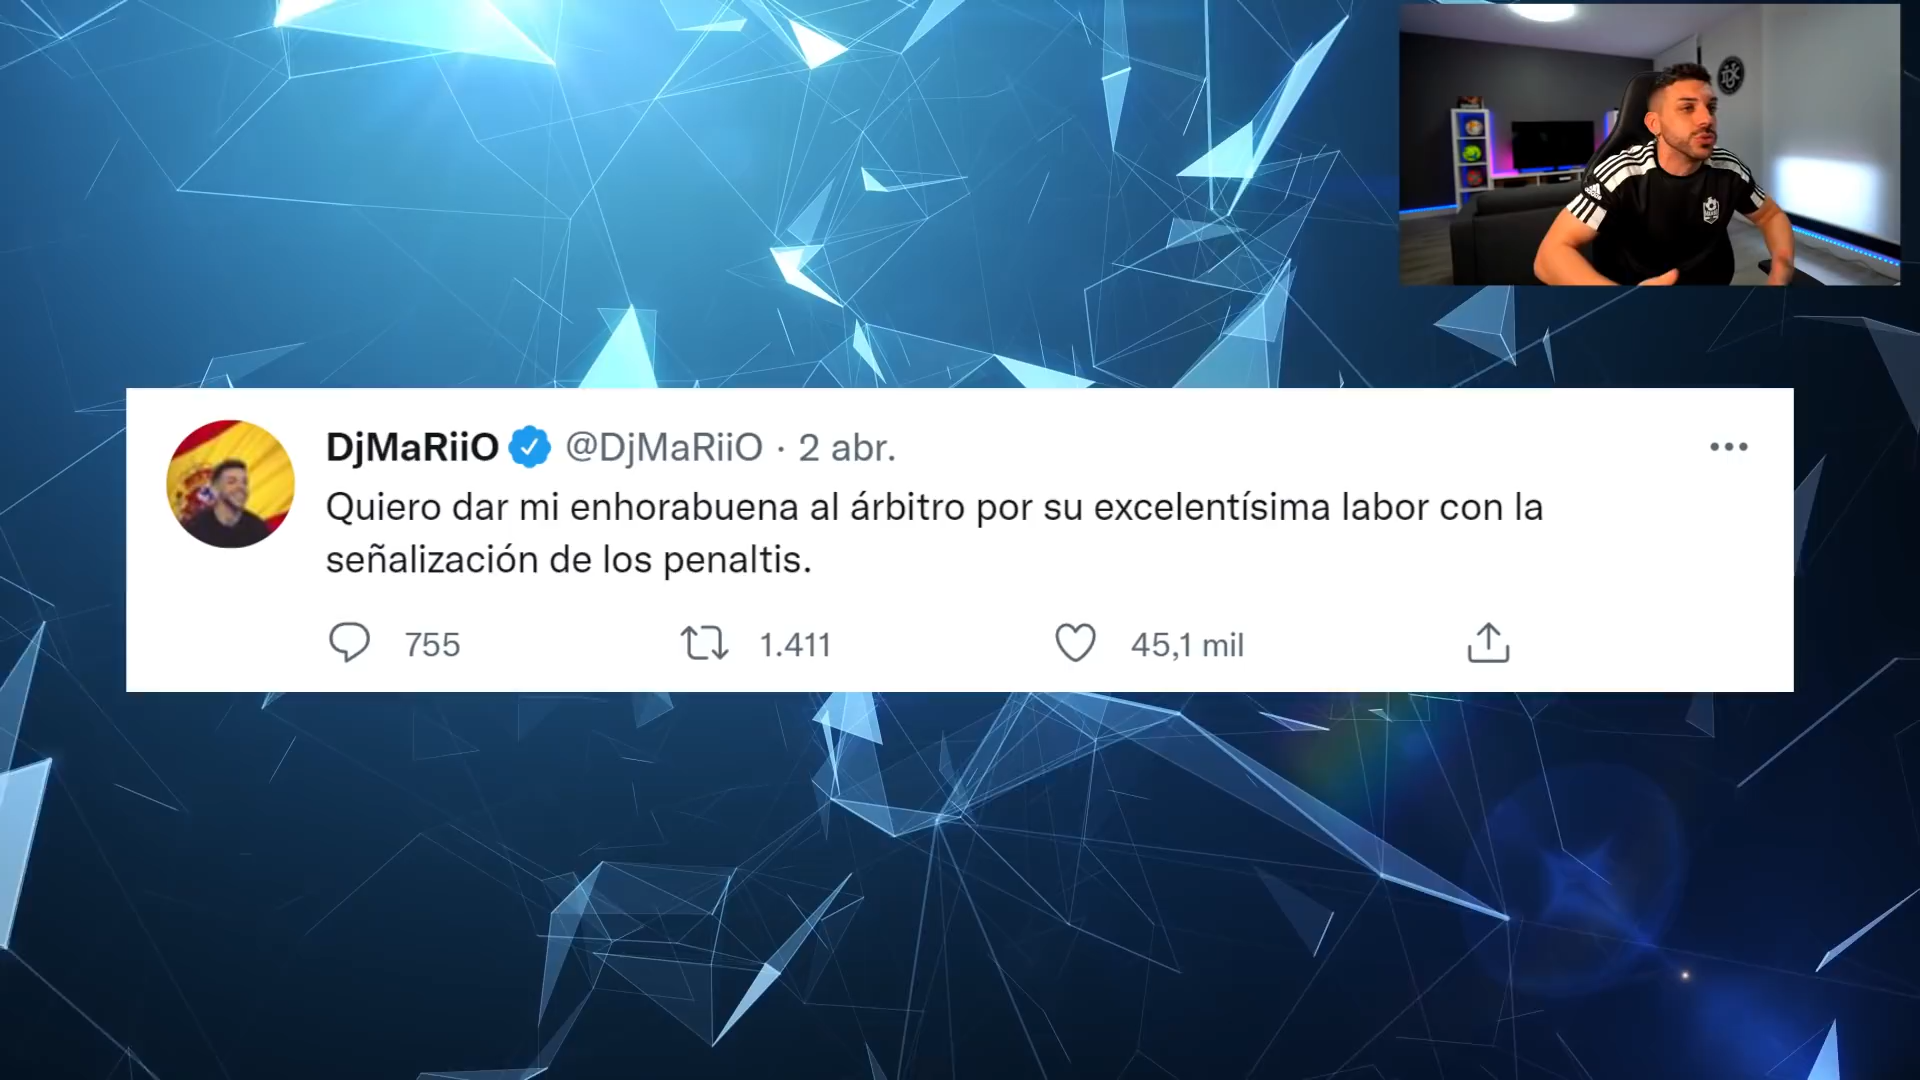 DjMaRiiO @DjMaRiiO · 2 abr.
Quiero dar mi enhorabuena al árbitro por su excelentísima labor con la
señalización de los penaltis.
755 1.411 45,1 mil